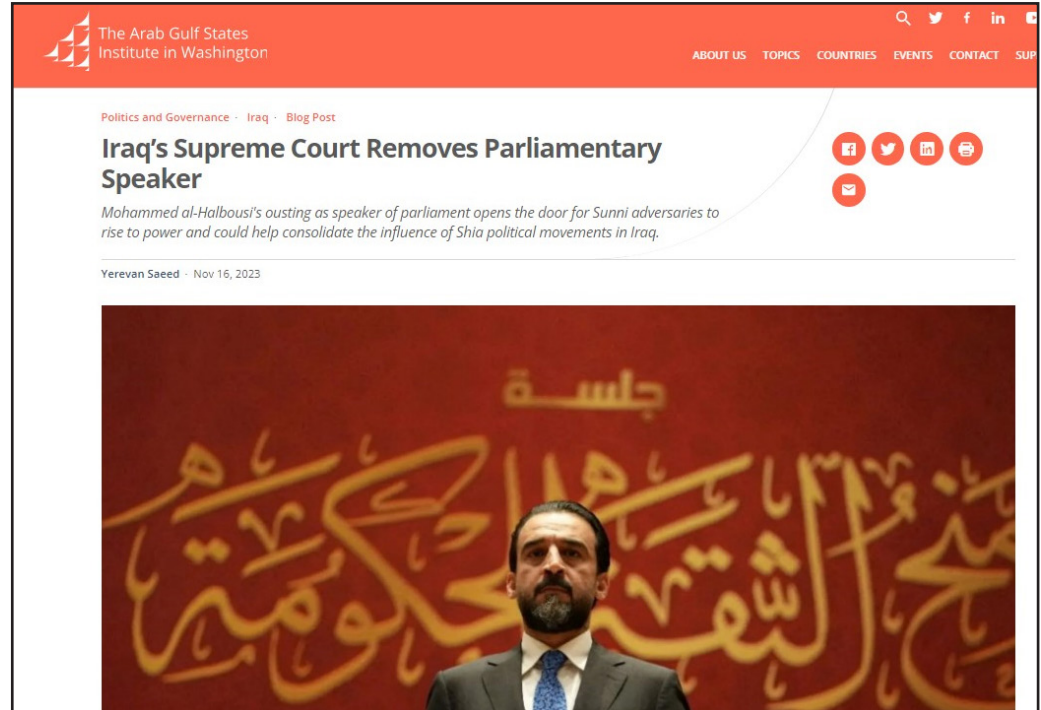 The Arab Gulf States
Institute in Washington
ABOUT US TOPICS COUNTRIES EVENTS CONTACT SUP
Politics and Governance · Iraq · Blog Post
Iraq's Supreme Court Removes Parliamentary
Speaker
Mohammed al-Halbousi's ousting as speaker of parliament opens the door for Sunni adversaries to
rise to power and could help consolidate the influence of Shia political movements in Iraq.
Yerevan Saeed · Nov 16, 2023
جلسة
منح الثقة للحكومة